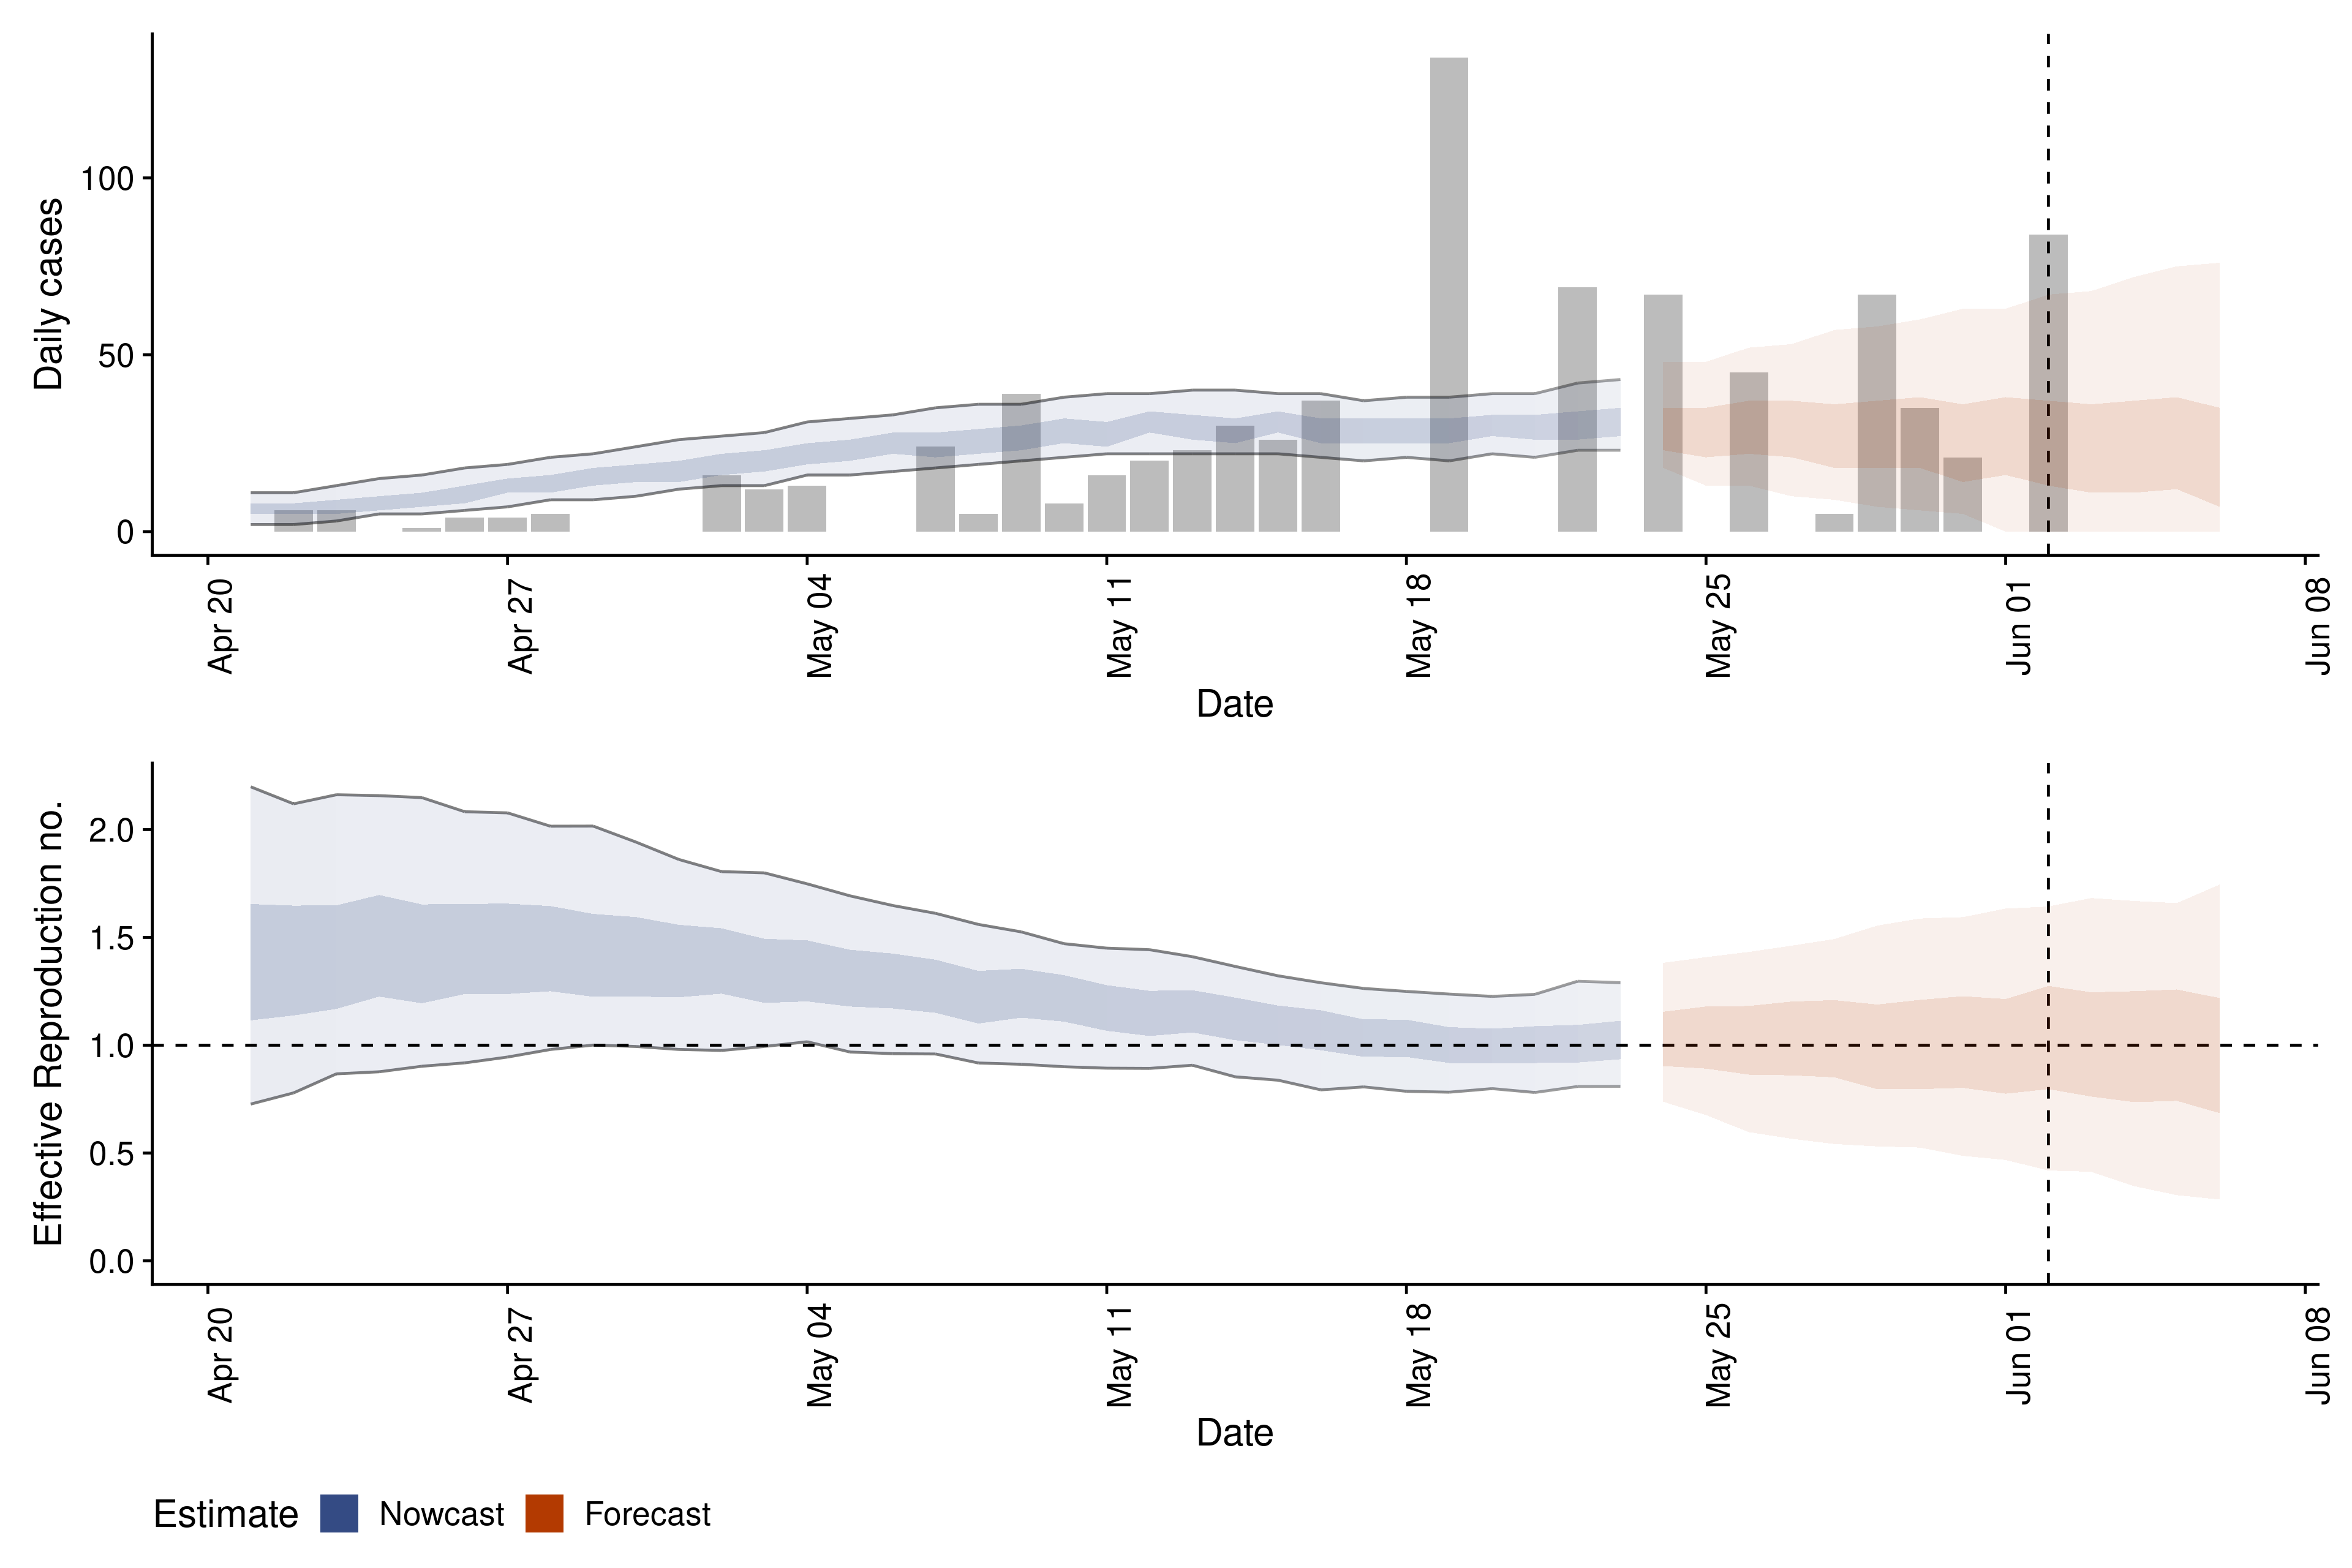 Daily cases
100
50
0
Apr 20
Apr 27
May 04
May 11
May 18
May 25
Jun 01
Jun 08
Date
Effective Reproduction no.
2.0
1.5
1.0
0.5
0.0
Apr 20
Apr 27
May 04
May 11
May 18
May 25
Jun 01
Jun 08
Date
Estimate Nowcast Forecast